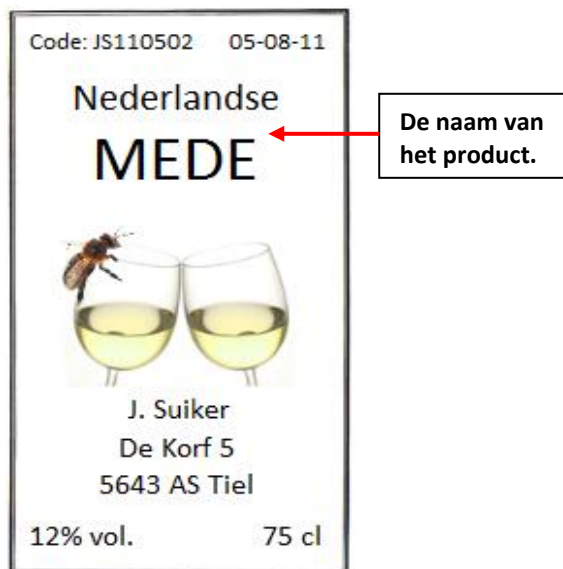 Code: JS110502 05-08-11
Nederlandse
MEDE
De naam van
het product.
J. Suiker
De Korf 5
5643 AS Tiel
12% vol. 75 cl